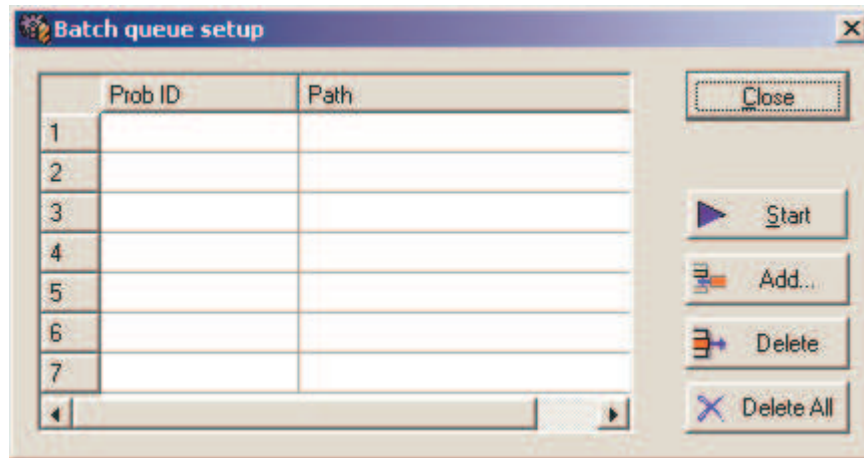 Batch queue setup
Prob ID Path
Close
1
2
3 Start
4
Add...
5
6 Delete
7
Delete All